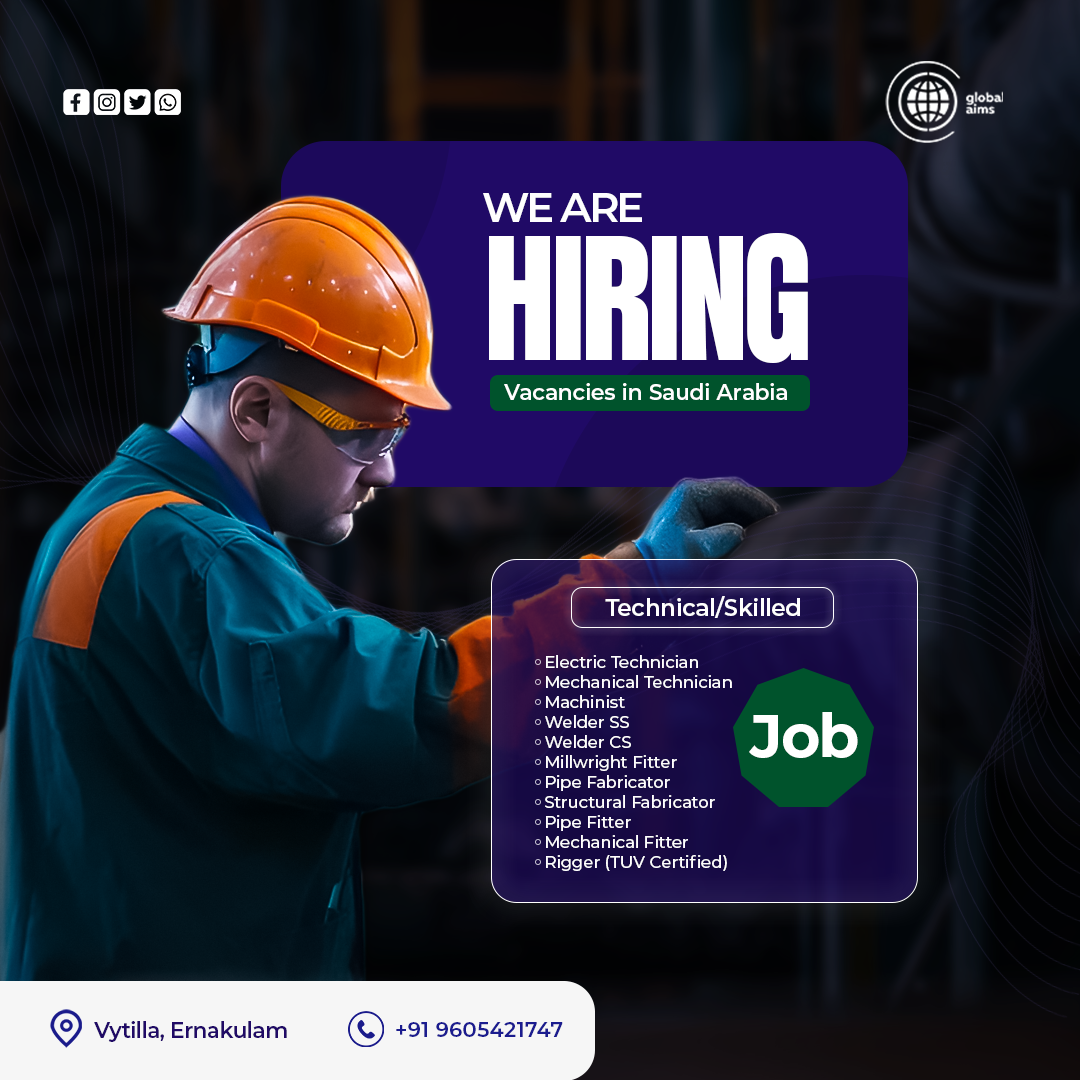 global
aims
WE ARE
HIRING
Vacancies in Saudi Arabia
Technical/Skilled
Electric Technician
Mechanical Technician
Machinist
Welder SS
Welder CS
Millwright Fitter
Pipe Fabricator
Structural Fabricator
Pipe Fitter
Mechanical Fitter
Rigger (TUV Certified)
Job
Vytilla, Ernakulam
+91 9605421747